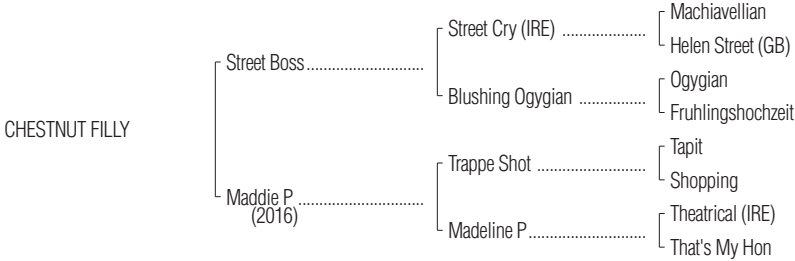 Machiavellian
Street Cry (IRE) ....................
Helen Street (GB)
Street Boss............................
Ogygian
Blushing Ogygian ................
Fruhlingshochzeit
CHESTNUT FILLY
Tapit
Trappe Shot ..........................
Shopping
Maddie P ..............................
(2016)
Theatrical (IRE)
Madeline P............................
That's My Hon